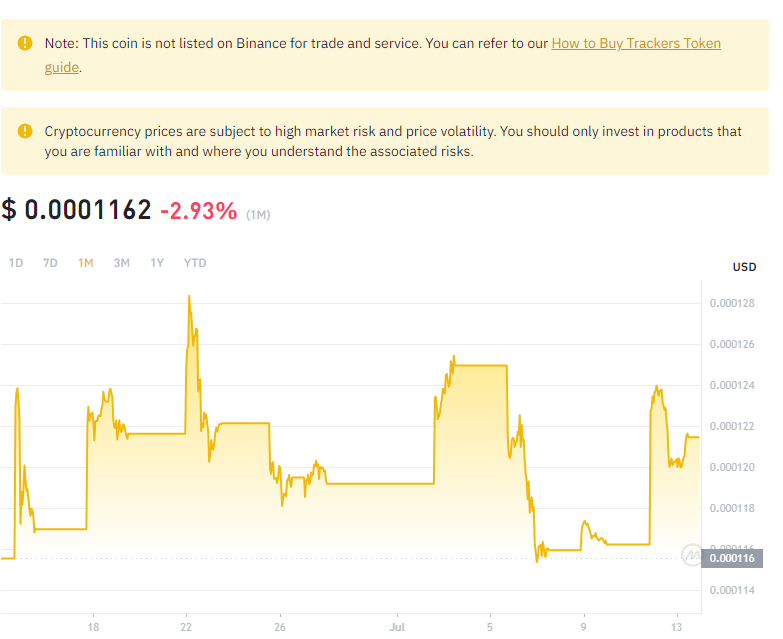 Note: This coin is not listed on Binance for trade and service. You can refer to our How to Buy Trackers Token
guide.
Cryptocurrency prices are subject to high market risk and price volatility. You should only invest in products that
you are familiar with and where you understand the associated risks.
$ 0.0001162 -2.93% (1M)
1D 7D 1M 3M 1Y YTD
USD
0.000128
0.000126
0.000124
0.000122
0.000120
0.000118
0.000116
0.000114
18 22 26 Jul 5 9 13